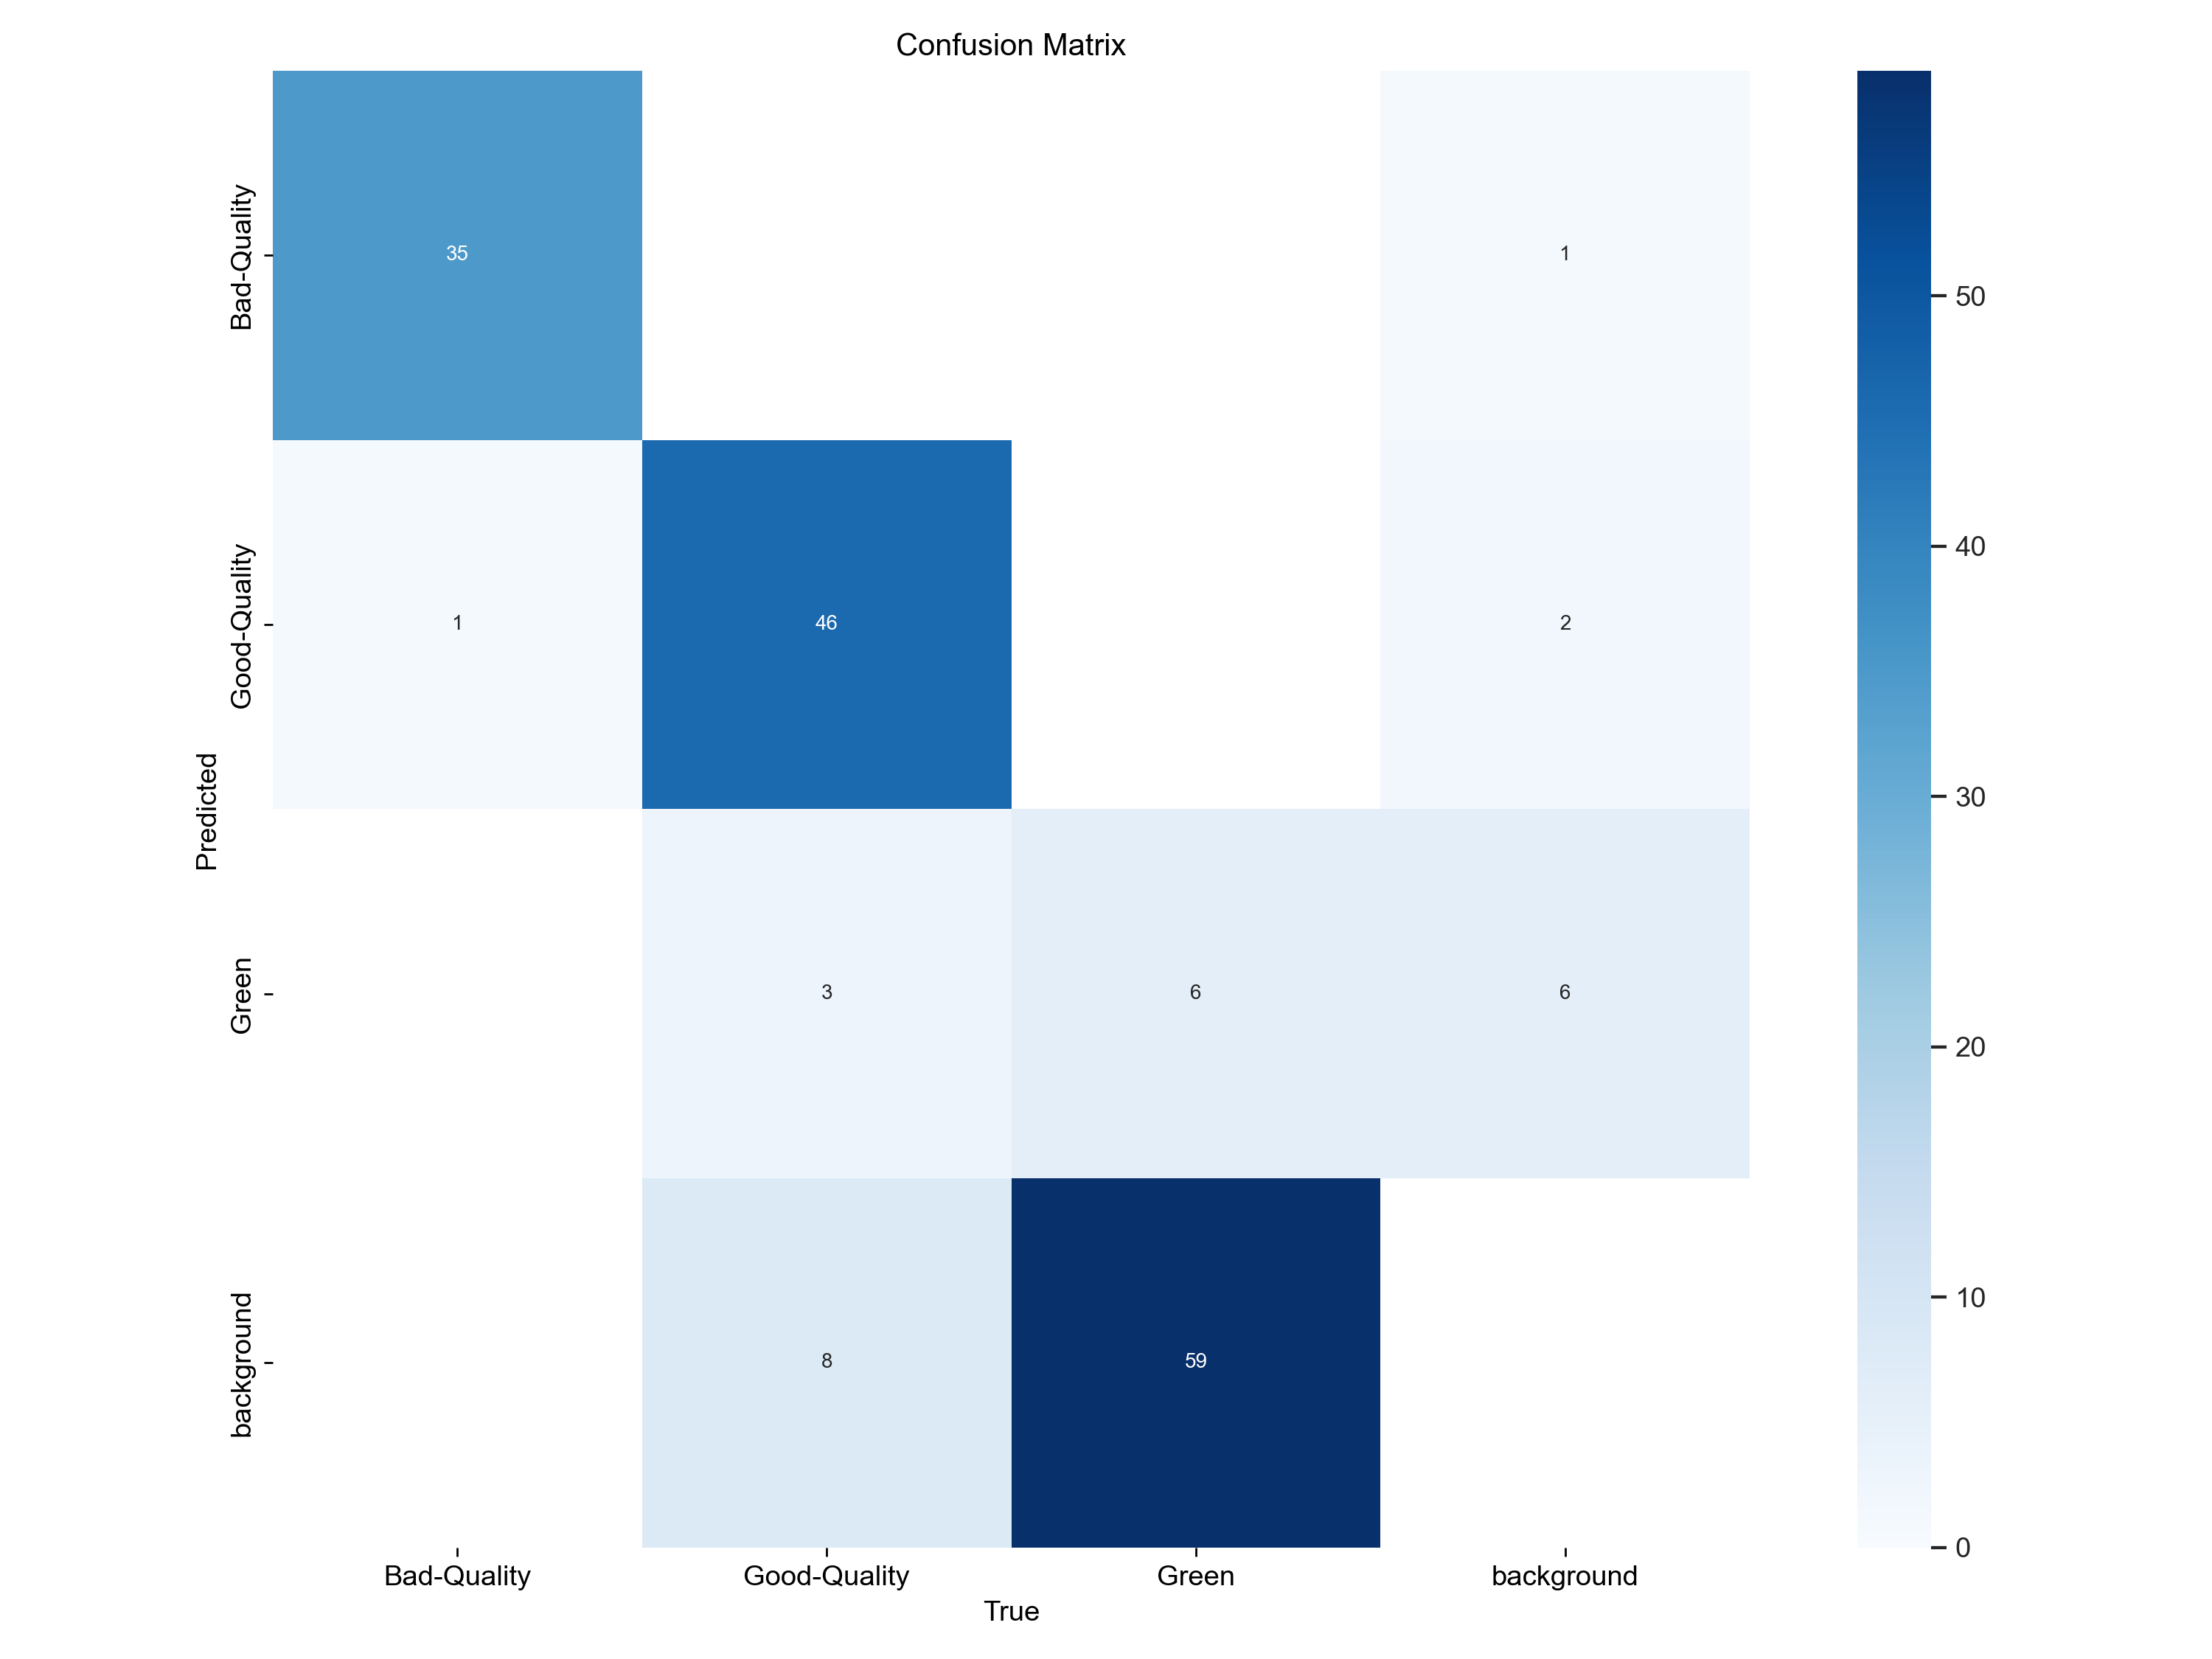 Confusion Matrix
Bad-Quality
35
1
50
Good-Quality
1
46
2
40
30
Predicted
Green
3
6
6
20
background
8
59
10
0
Bad-Quality
Good-Quality
Green
background
True